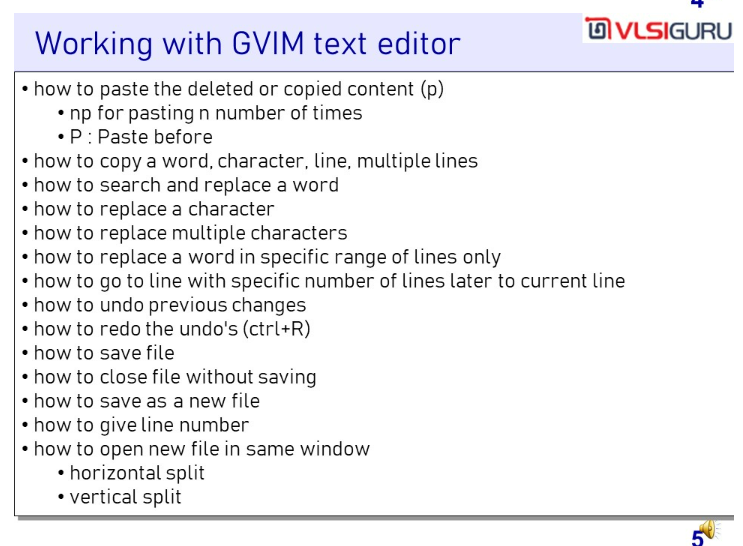 4
Working with GVIM text editor
VLSIGURU
• how to paste the deleted or copied content (p)
• np for pasting n number of times
• P : Paste before
• how to copy a word, character, line, multiple lines
• how to search and replace a word
• how to replace a character
• how to replace multiple characters
• how to replace a word in specific range of lines only
• how to go to line with specific number of lines later to current line
• how to undo previous changes
• how to redo the undo's (ctrl+R)
• how to save file
• how to close file without saving
• how to save as a new file
• how to give line number
• how to open new file in same window
• horizontal split
• vertical split
5